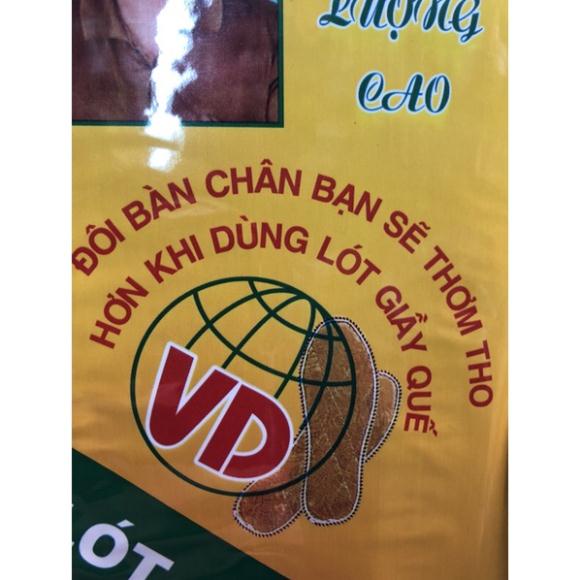 LƯỢNG
CAO
ĐÔI BÀN CHÂN BẠN SẼ THƠM THO
HƠN KHI DÙNG LÓT GIẦY QUẾ
VD
LÓT